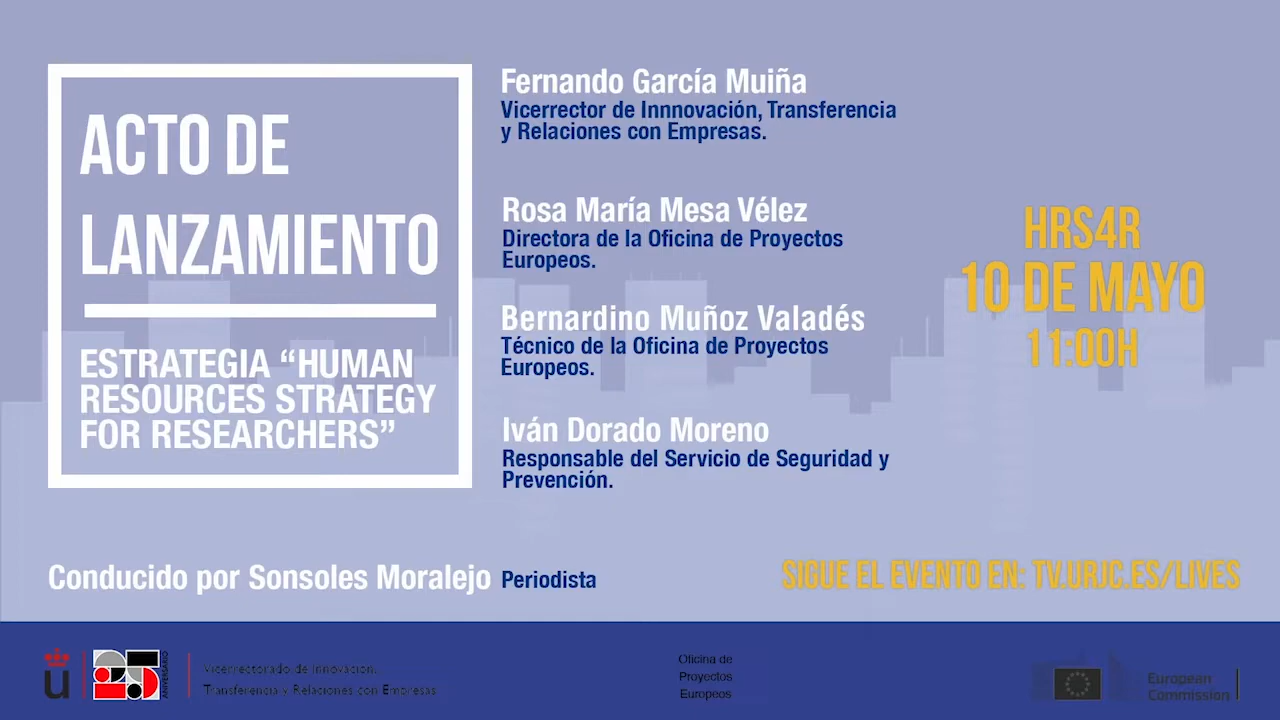 ACTO DE
LANZAMIENTO
ESTRATEGIA “HUMAN
RESOURCES STRATEGY
FOR RESEARCHERS”
Fernando García Muiña
Vicerrector de Innnovación, Transferencia
y Relaciones con Empresas.
Rosa María Mesa Vélez
Directora de la Oficina de Proyectos
Europeos.
Bernardino Muñoz Valadés
Técnico de la Oficina de Proyectos
Europeos.
Iván Dorado Moreno
Responsable del Servicio de Seguridad y
Prevención.
HRS4R
10 DE MAYO
11:00H
Conducido por Sonsoles Moralejo Periodista
SIGUE EL EVENTO EN: TV.URJC.ES/LIVES
u
25
ANIVERSARIO
Vicerrectorado de Innovación,
Transferencia y Relaciones con Empresas
Oficina de
Proyectos
Europeos
European
Commission